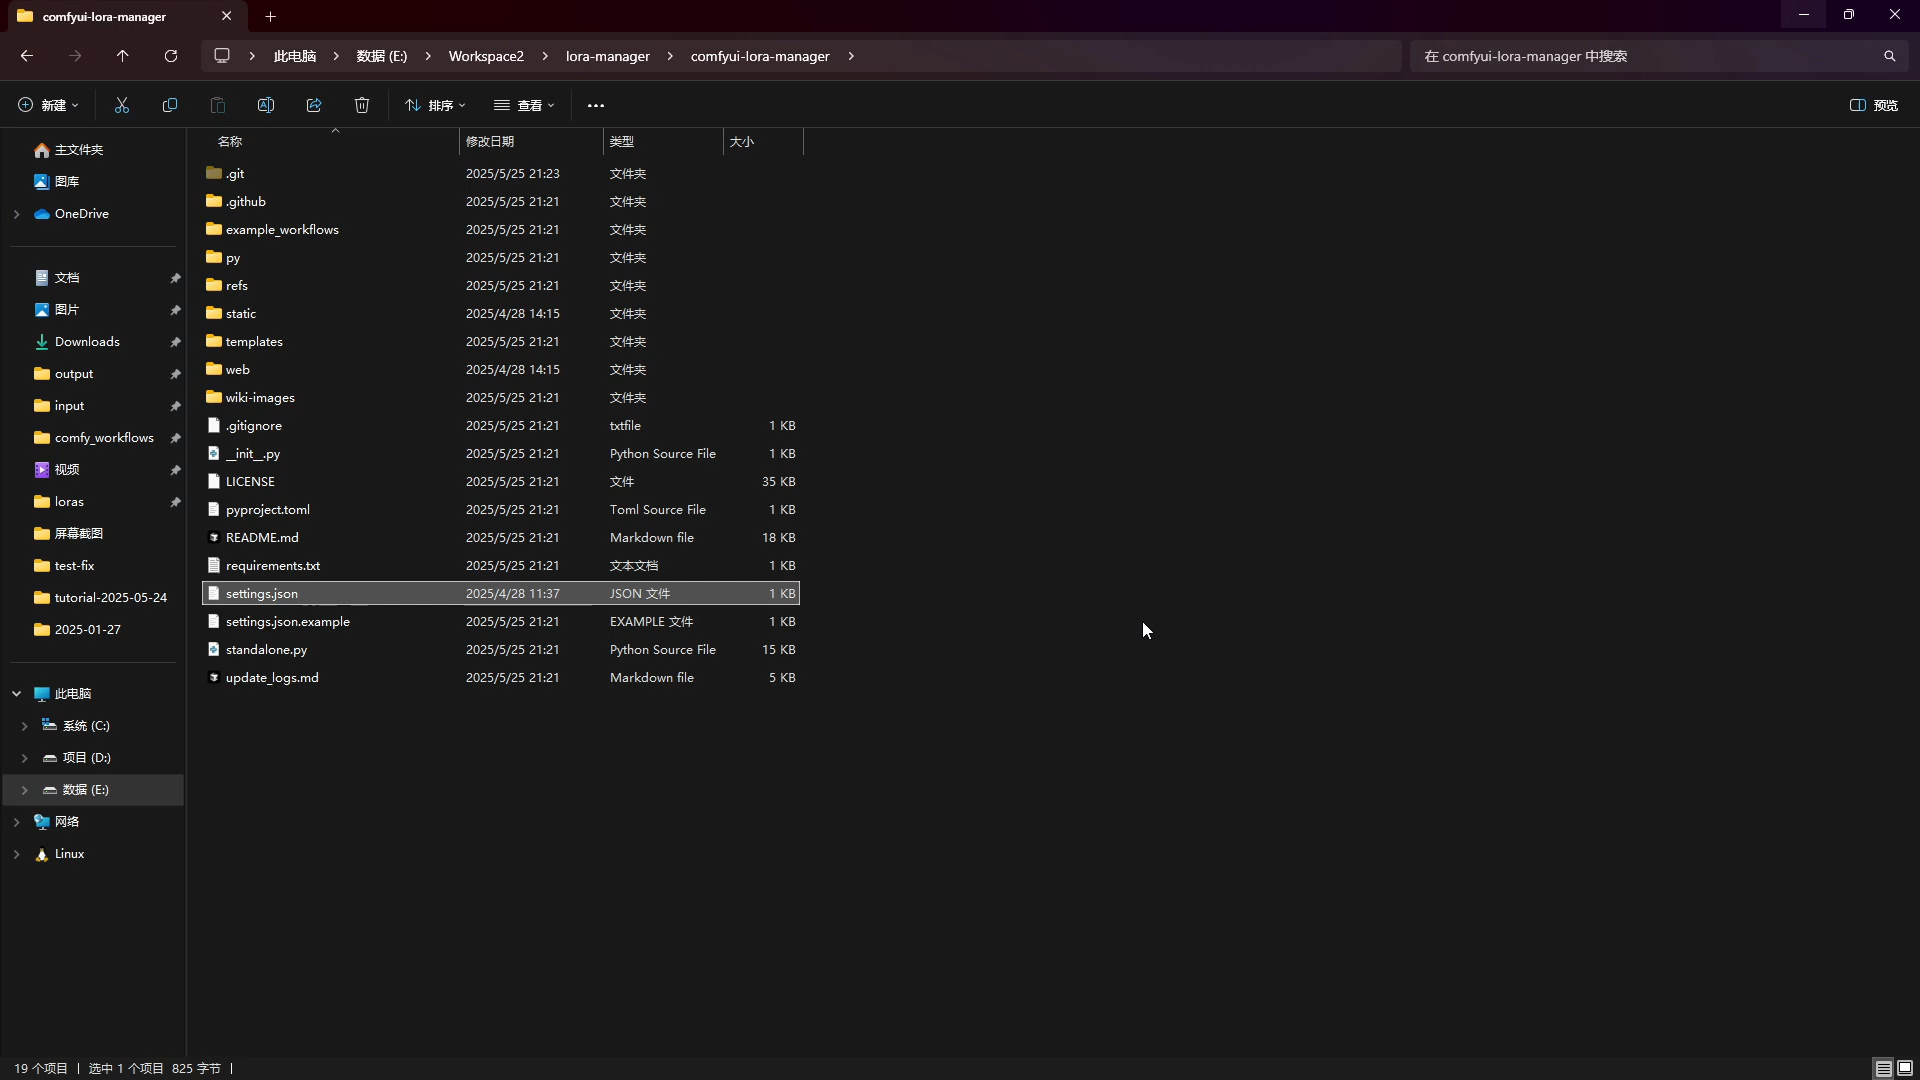 comfyui-lora-manager
此电脑 > 数据 (E:) > Workspace2 > lora-manager > comfyui-lora-manager >
在 comfyui-lora-manager 中搜索
新建 排序 查看 预览
名称 修改日期 类型 大小
.git 2025/5/25 21:23 文件夹
.github 2025/5/25 21:21 文件夹
example_workflows 2025/5/25 21:21 文件夹
py 2025/5/25 21:21 文件夹
refs 2025/5/25 21:21 文件夹
static 2025/4/28 14:15 文件夹
templates 2025/5/25 21:21 文件夹
web 2025/4/28 14:15 文件夹
wiki-images 2025/5/25 21:21 文件夹
.gitignore 2025/5/25 21:21 txtfile 1 KB
__init__.py 2025/5/25 21:21 Python Source File 1 KB
LICENSE 2025/5/25 21:21 文件 35 KB
pyproject.toml 2025/5/25 21:21 Toml Source File 1 KB
README.md 2025/5/25 21:21 Markdown file 18 KB
requirements.txt 2025/5/25 21:21 文本文档 1 KB
settings.json 2025/4/28 11:37 JSON 文件 1 KB
settings.json.example 2025/5/25 21:21 EXAMPLE 文件 1 KB
standalone.py 2025/5/25 21:21 Python Source File 15 KB
update_logs.md 2025/5/25 21:21 Markdown file 5 KB
主文件夹
图库
OneDrive
文档
图片
Downloads
output
input
comfy_workflows
视频
loras
屏幕截图
test-fix
tutorial-2025-05-24
2025-01-27
此电脑
系统 (C:)
项目 (D:)
数据 (E:)
网络
Linux
19 个项目 | 选中 1 个项目 825 字节 |